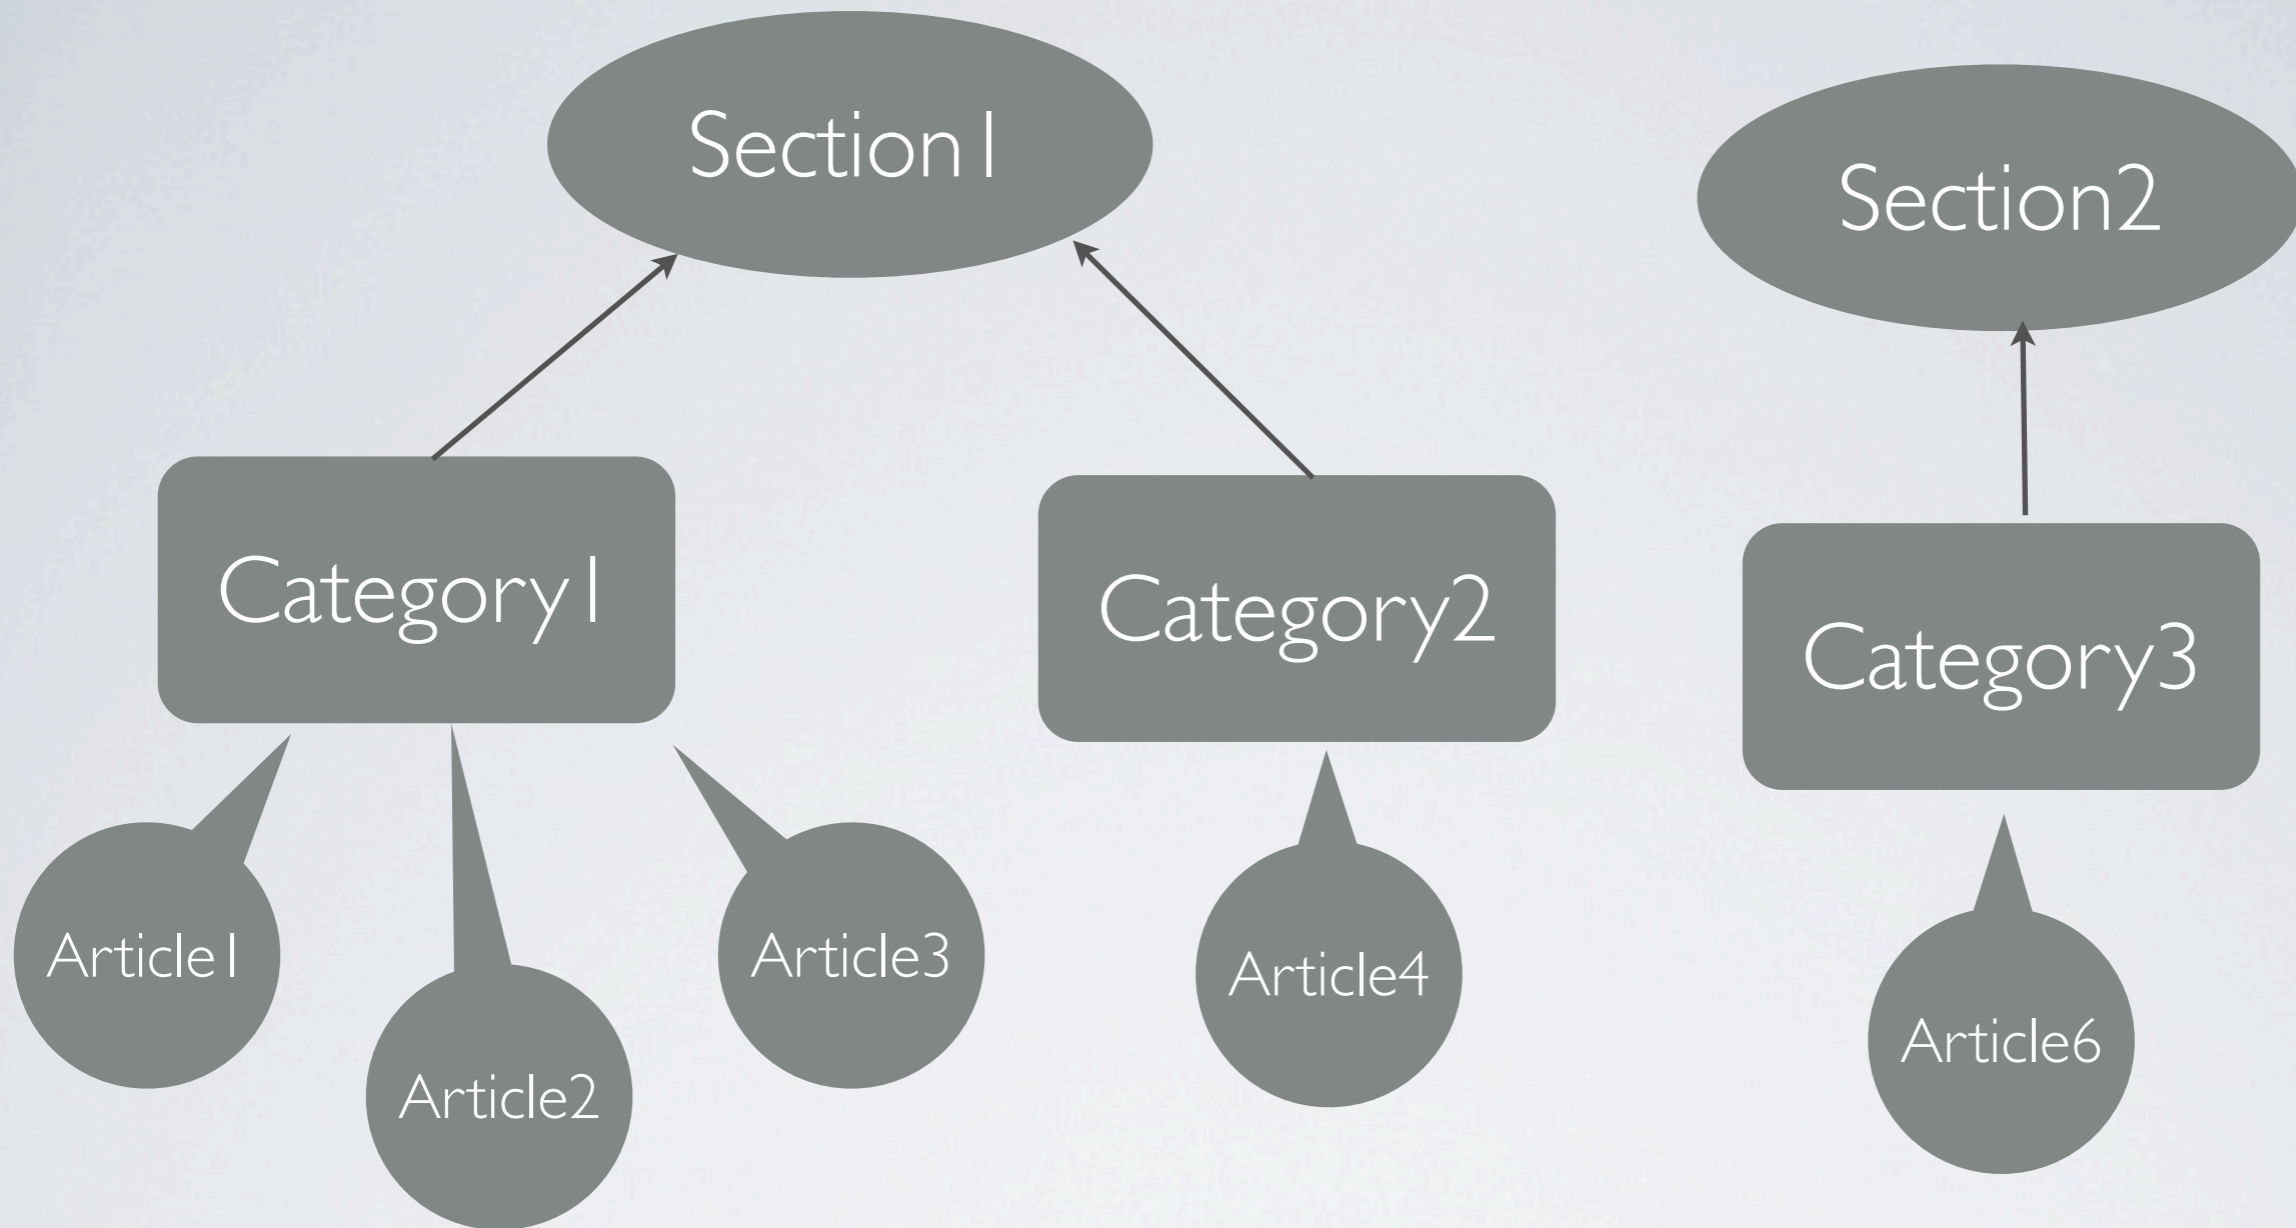 Section1
Section2
Category1
Category2
Category3
Article1
Article2
Article3
Article4
Article6